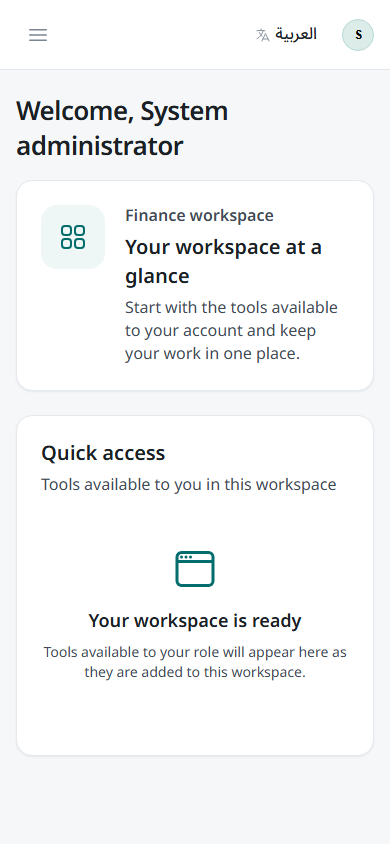 العربية
S
Welcome, System
administrator
Finance workspace
Your workspace at a
glance
Start with the tools available
to your account and keep
your work in one place.
Quick access
Tools available to you in this workspace
Your workspace is ready
Tools available to your role will appear here as
they are added to this workspace.